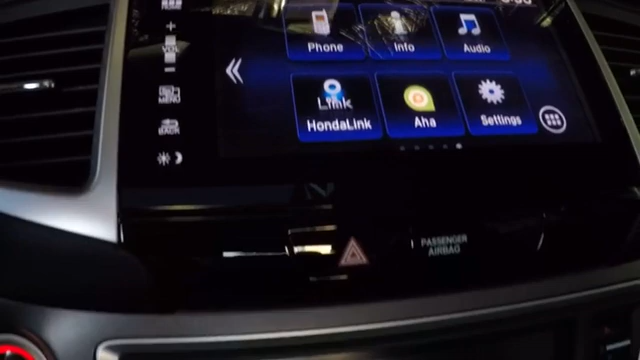 VOL
Phone
Info
Audio
MENU
BACK
Link
HondaLink
Aha
Settings
PASSENGER
AIRBAG